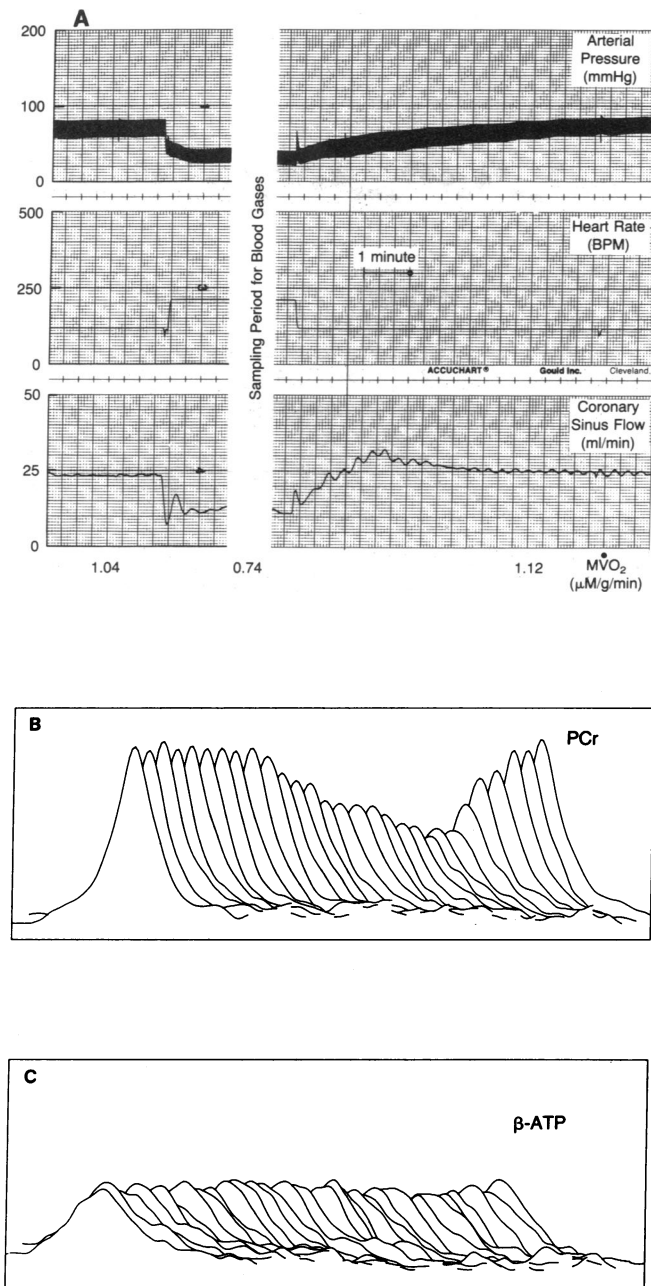 A
200
100
0
Arterial
Pressure
(mmHg)
Sampling Period for Blood Gases
500
250
0
3
Heart Rate
(BPM)
1 minute
ACCUCHART® Gould Inc. Cleveland,
50
25
0
4
Coronary
Sinus Flow
(ml/min)
1.04 0.74 1.12 MVO₂
(μM/g/min)
B
PCr
C
β-ATP